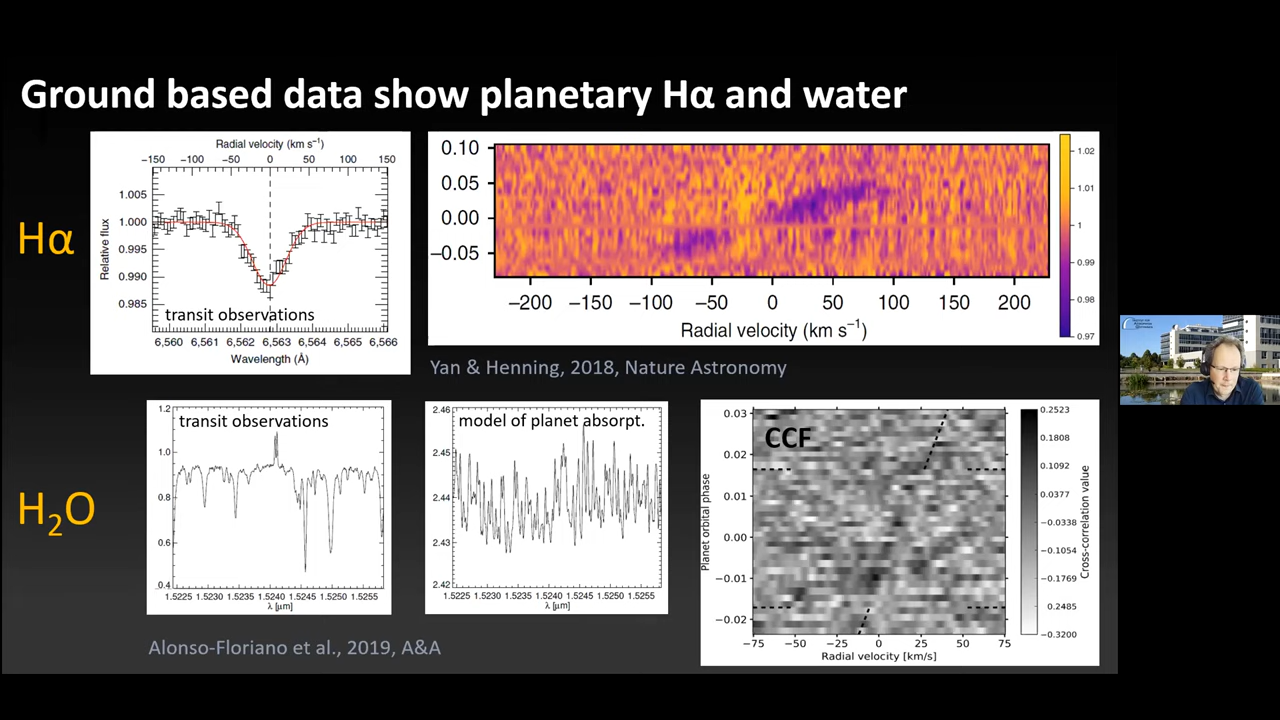 Ground based data show planetary Hα and water
Hα
Radial velocity (km s⁻¹)
−150 −100 −50 0 50 100 150
1.005
1.000
0.995
0.990
0.985
Relative flux
transit observations
6,560 6,561 6,562 6,563 6,564 6,565 6,566
Wavelength (Å)
0.10
0.05
0.00
−0.05
−200 −150 −100 −50 0 50 100 150 200
Radial velocity (km s⁻¹)
1.02
1.01
1
0.99
0.98
0.97
Yan & Henning, 2018, Nature Astronomy
H₂O
transit observations
1.2
1.0
0.8
0.6
0.4
1.5225 1.5230 1.5235 1.5240 1.5245 1.5250 1.5255
λ [μm]
model of planet absorpt.
2.46
2.45
2.44
2.43
2.42
1.5225 1.5230 1.5235 1.5240 1.5245 1.5250 1.5255
λ [μm]
CCF
Planet orbital phase
0.03
0.02
0.01
0.00
−0.01
−0.02
−75 −50 −25 0 25 50 75
Radial velocity [km/s]
0.2523
0.1808
0.1092
0.0377
−0.0338
−0.1054
−0.1769
0.2485
−0.3200
Cross-correlation value
Alonso-Floriano et al., 2019, A&A